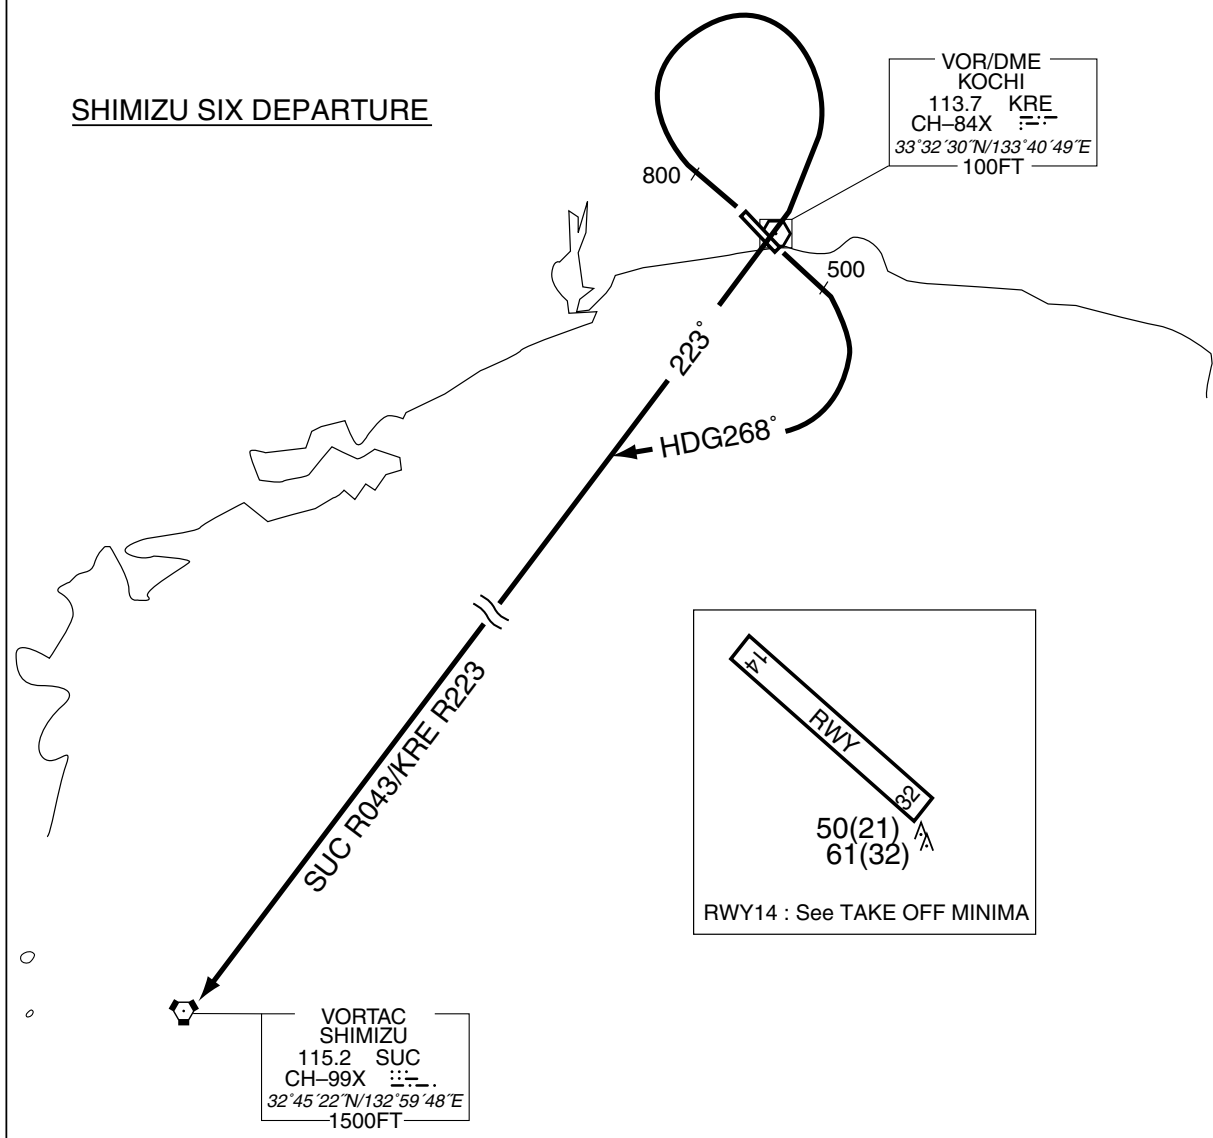 SHIMIZU SIX DEPARTURE
VOR/DME
KOCHI
113.7 KRE
CH–84X
33°32´30˝N/133°40´49˝E
100FT
800
500
223°
HDG268°
SUC R043/KRE R223
14
RWY
32
50(21)
61(32)
RWY14 : See TAKE OFF MINIMA
VORTAC
SHIMIZU
115.2 SUC
CH–99X
32°45´22˝N/132°59´48˝E
1500FT